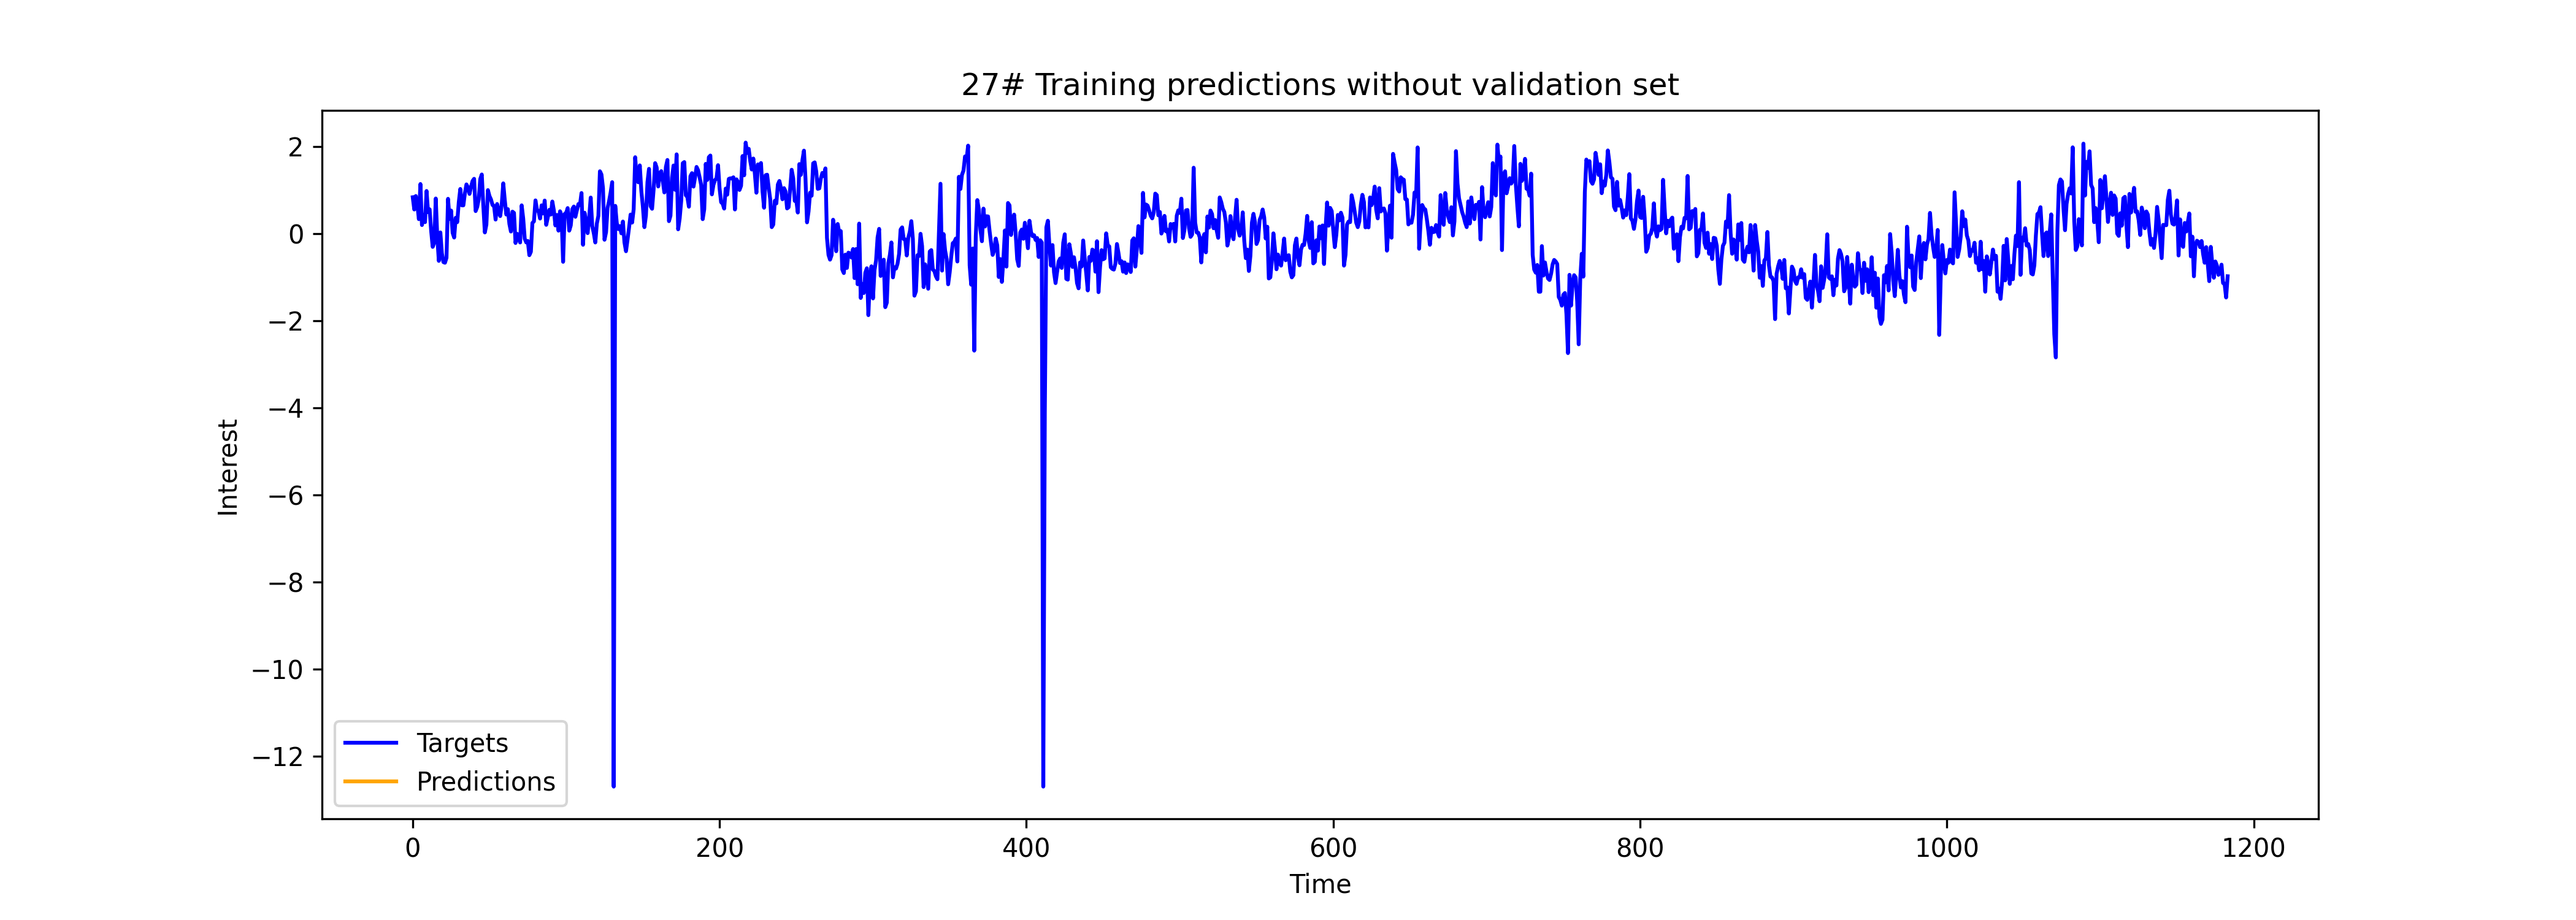 27# Training predictions without validation set
2
0
−2
−4
−6
−8
−10
−12
Interest
Targets
Predictions
0 200 400 600 800 1000 1200
Time